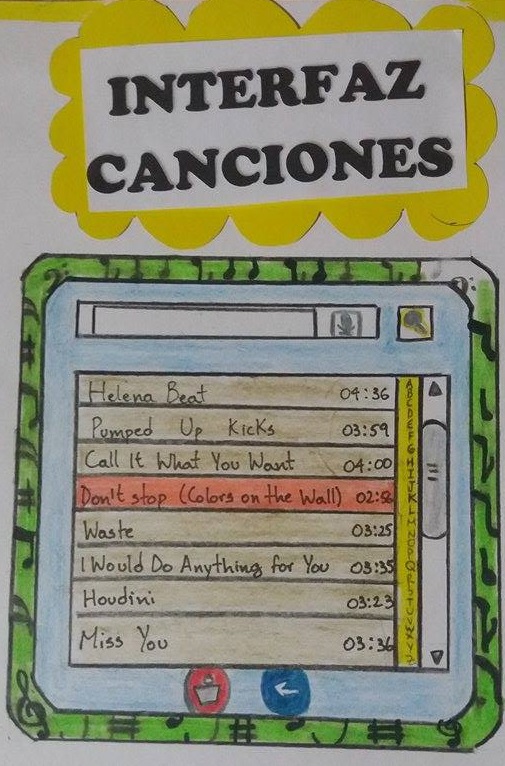 INTERFAZ
CANCIONES
Helena Beat 04:36
Pumped Up Kicks 03:59
Call It What You Want 04:00
Don't stop (Colors on the Wall) 02:56
Waste 03:25
I Would Do Anything for You 03:35
Houdini 03:23
Miss You 03:36